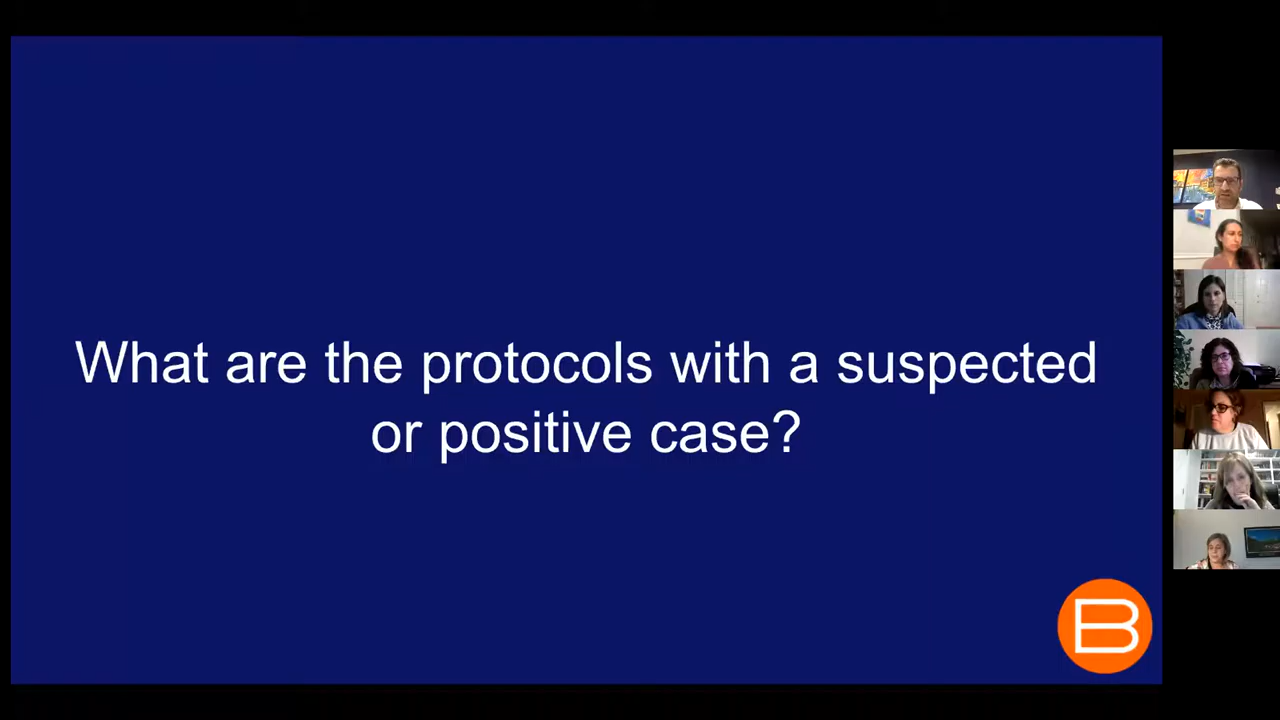 What are the protocols with a suspected
or positive case?
B